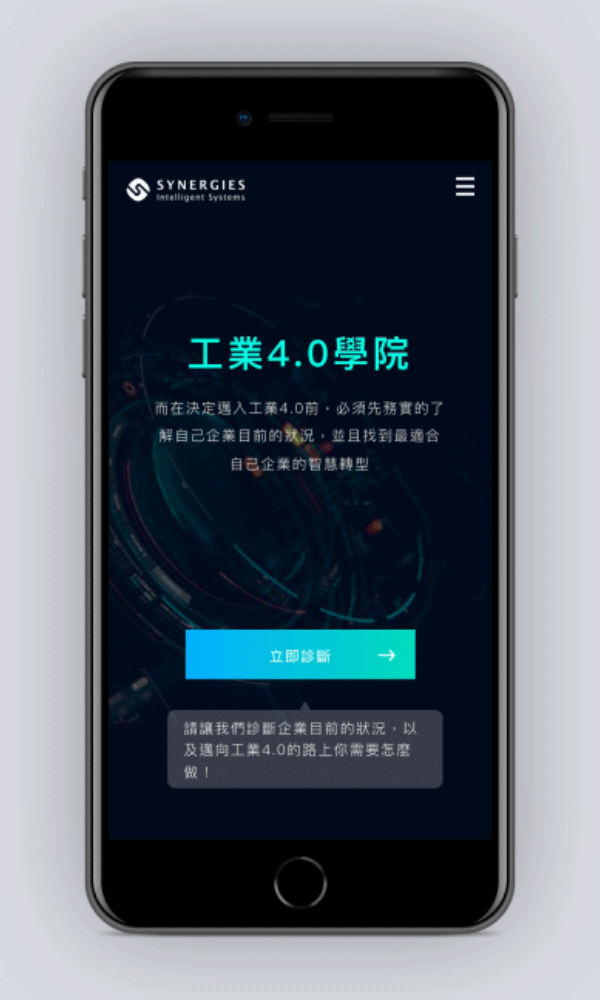 SYNERGIES
Intelligent Systems
工業4.0學院
而在決定邁入工業4.0前，必須先務實的了
解自己企業目前的狀況，並且找到最適合
自己企業的智慧轉型
立即診斷
請讓我們診斷企業目前的狀況，以
及邁向工業4.0的路上你需要怎麼
做！